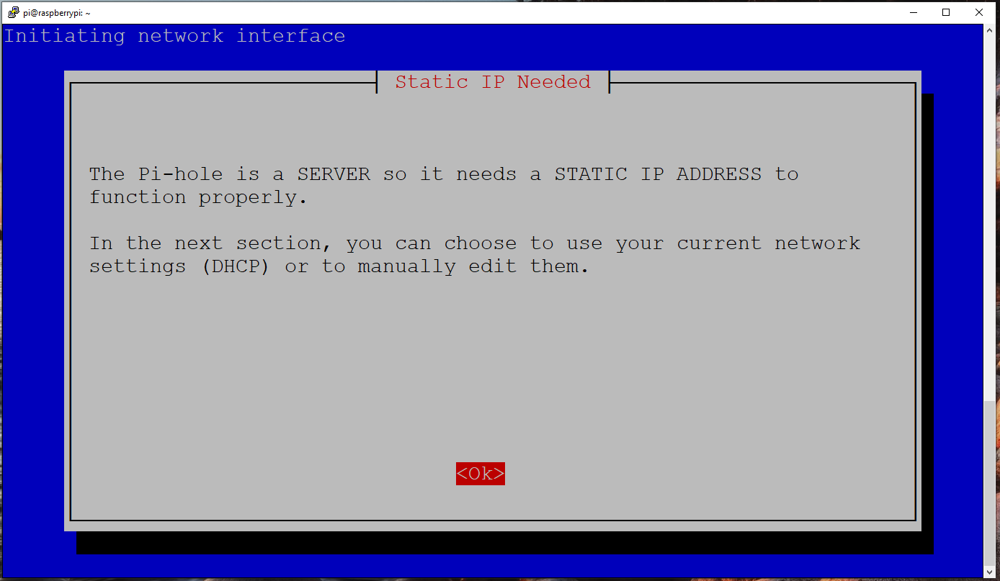 pi@raspberrypi: ~
Initiating network interface
Static IP Needed
The Pi-hole is a SERVER so it needs a STATIC IP ADDRESS to
function properly.
In the next section, you can choose to use your current network
settings (DHCP) or to manually edit them.
<Ok>